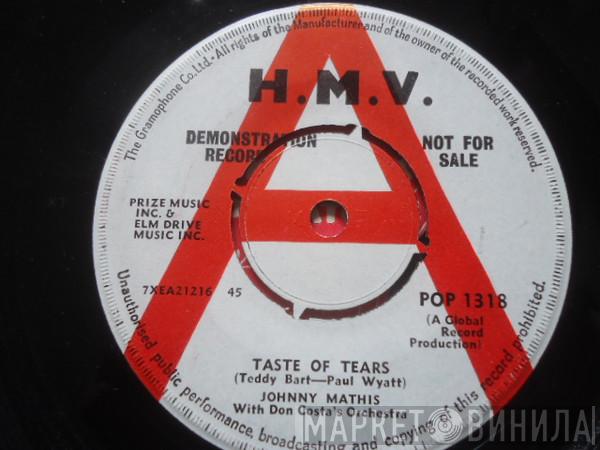 The Gramophone Co. Ltd.· All rights of the Manufacturer and of the owner of the recorded work reserved.
H.M.V.
DEMONSTRATION
RECORD
NOT FOR
SALE
PRIZE MUSIC
INC. &
ELM DRIVE
MUSIC INC.
7XEA21216 45
POP 1318
(A Global
Record
Production)
TASTE OF TEARS
(Teddy Bart—Paul Wyatt)
JOHNNY MATHIS
With Don Costa's Orchestra
Unauthorised public performance, broadcasting and copying of this record prohibited.
МАРКЕТ ВИНИЛА